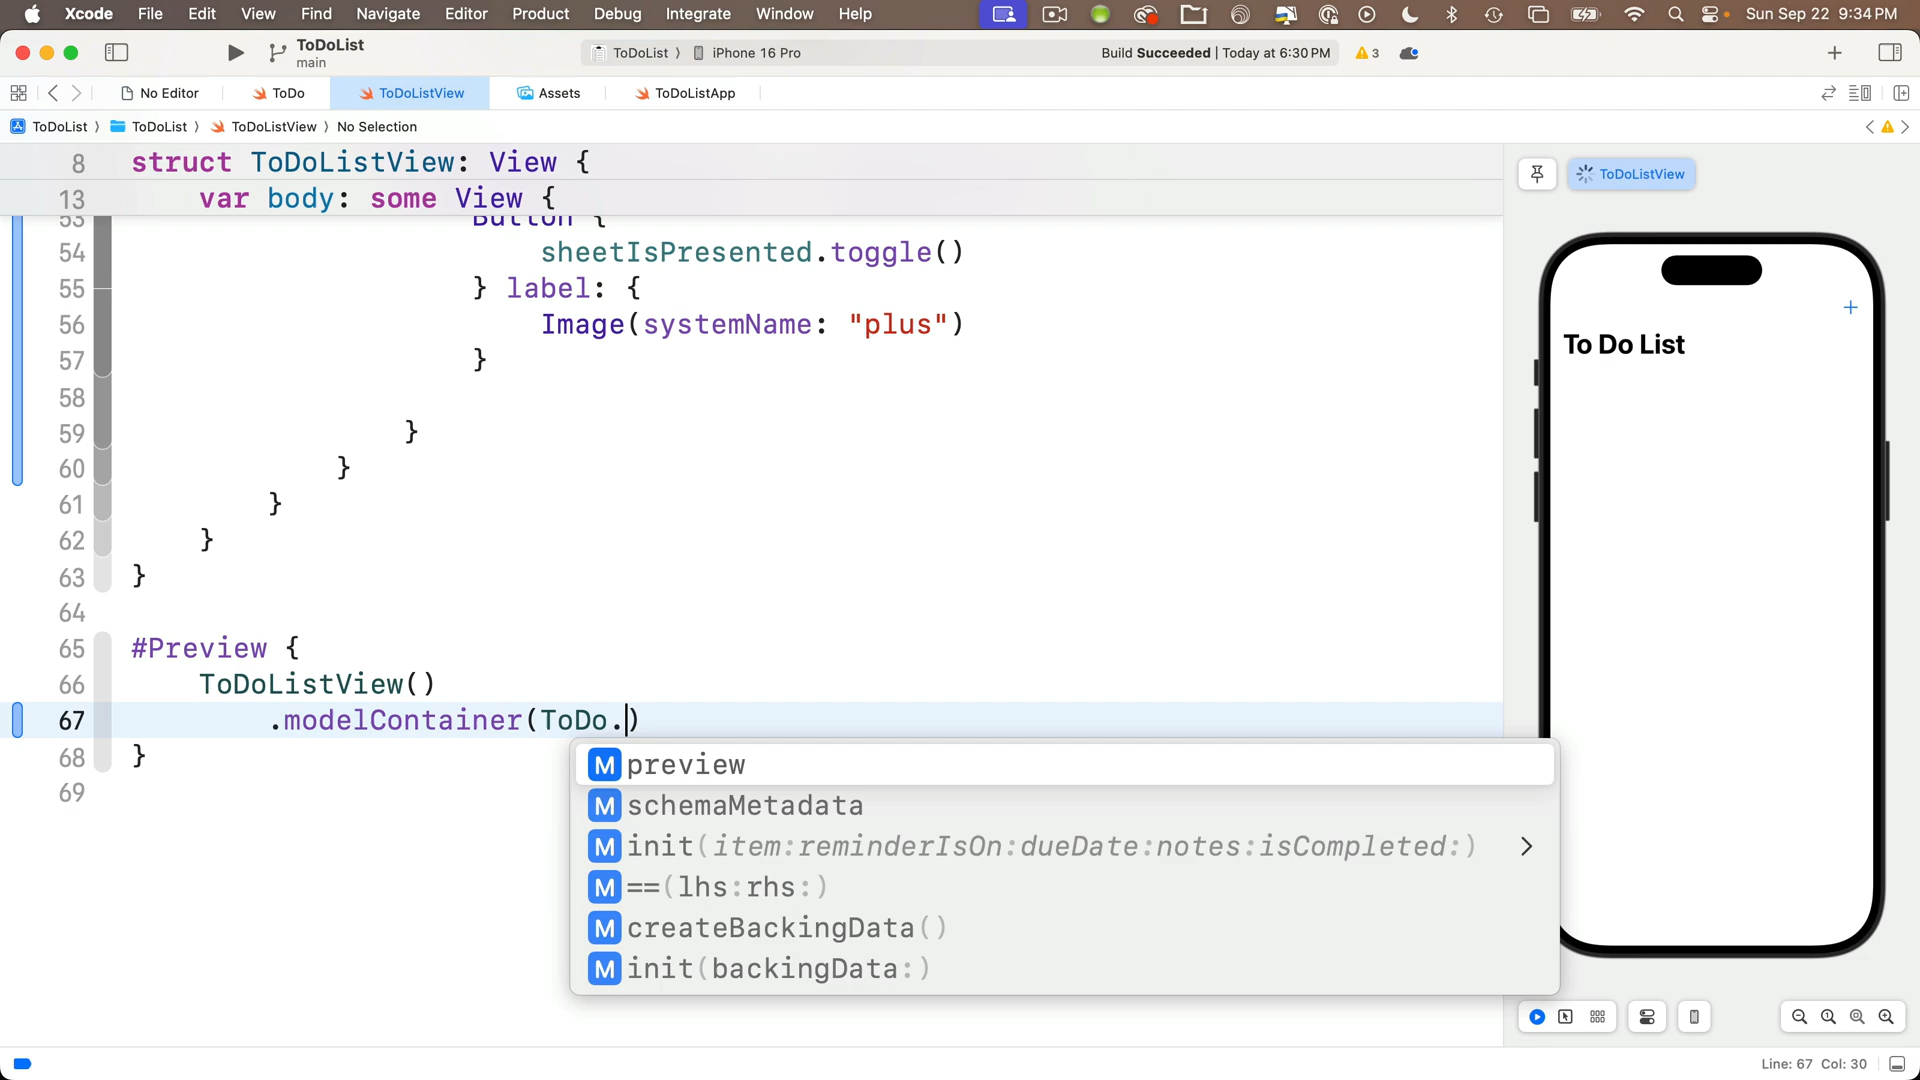 Xcode File Edit View Find Navigate Editor Product Debug Integrate Window Help Sun Sep 22 9:34 PM
ToDoList
main
ToDoList 〉 iPhone 16 Pro
Build Succeeded | Today at 6:30 PM
3
No Editor
ToDo
ToDoListView
Assets
ToDoListApp
ToDoList 〉 ToDoList 〉 ToDoListView 〉 No Selection
8 struct ToDoListView: View {
13 var body: some View {
53 Button {
54 sheetIsPresented.toggle()
55 } label: {
56 Image(systemName: "plus")
57 }
58
59 }
60 }
61 }
62 }
63 }
64
65 #Preview {
66 ToDoListView()
67 .modelContainer(ToDo.)
68 }
69
M preview
M schemaMetadata
M init(item:reminderIsOn:dueDate:notes:isCompleted:)
M ==(lhs:rhs:)
M createBackingData()
M init(backingData:)
ToDoListView
+
To Do List
Line: 67 Col: 30